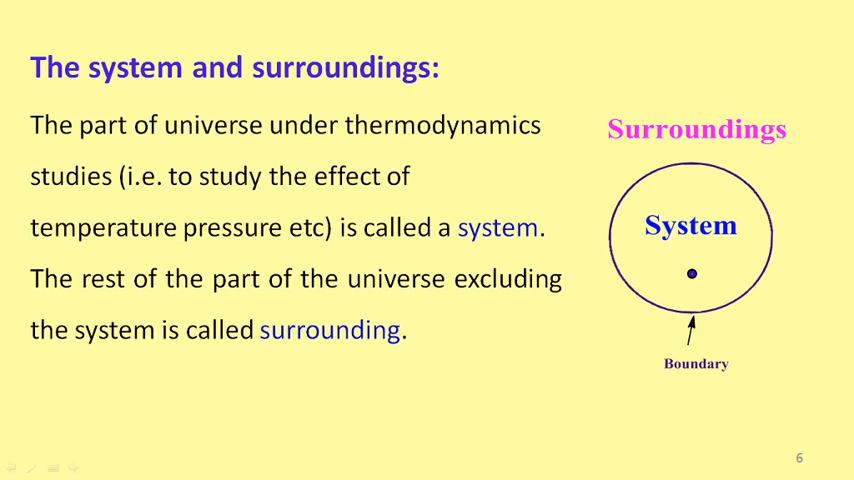 The system and surroundings:
The part of universe under thermodynamics
studies (i.e. to study the effect of
temperature pressure etc) is called a system.
The rest of the part of the universe excluding
the system is called surrounding.
Surroundings
System
Boundary
6